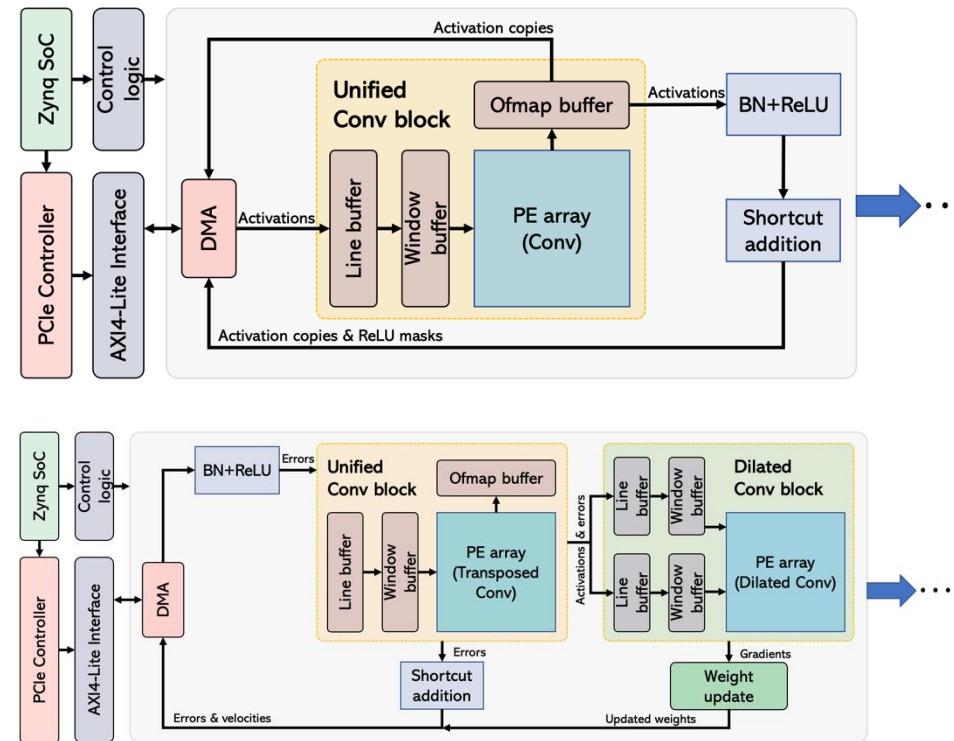 Zynq SoC
Control
logic
PCIe Controller
AXI4-Lite Interface
Activation copies
Unified
Conv block
Ofmap buffer
Activations
BN+ReLU
DMA
Activations
Line buffer
Window
buffer
PE array
(Conv)
Shortcut
addition
Activation copies & ReLU masks
Zynq SoC
Control
logic
PCIe Controller
AXI4-Lite Interface
DMA
BN+ReLU
Errors
Unified
Conv block
Ofmap buffer
Line buffer
Window
buffer
PE array
(Transposed
Conv)
Activations & errors
Dilated
Conv block
Line
buffer
Window
buffer
Line
buffer
Window
buffer
PE array
(Dilated Conv)
Errors
Shortcut
addition
Gradients
Weight
update
Errors & velocities
Updated weights